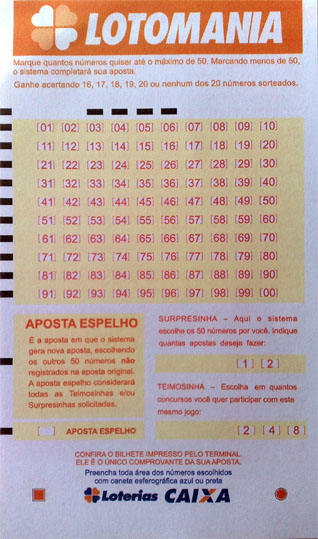 LOTOMANIA
Marque quantos números quiser até o máximo de 50. Marcando menos de 50,
o sistema completará sua aposta.
Ganhe acertando 16, 17, 18, 19, 20 ou nenhum dos 20 números sorteados.
[01] [02] [03] [04] [05] [06] [07] [08] [09] [10]
[11] [12] [13] [14] [15] [16] [17] [18] [19] [20]
[21] [22] [23] [24] [25] [26] [27] [28] [29] [30]
[31] [32] [33] [34] [35] [36] [37] [38] [39] [40]
[41] [42] [43] [44] [45] [46] [47] [48] [49] [50]
[51] [52] [53] [54] [55] [56] [57] [58] [59] [60]
[61] [62] [63] [64] [65] [66] [67] [68] [69] [70]
[71] [72] [73] [74] [75] [76] [77] [78] [79] [80]
[81] [82] [83] [84] [85] [86] [87] [88] [89] [90]
[91] [92] [93] [94] [95] [96] [97] [98] [99] [00]
APOSTA ESPELHO
É a aposta em que o sistema
gera nova aposta, escolhendo
os outros 50 números não
registrados na aposta original.
A aposta espelho considerará
todas as Teimosinhas e/ou
Surpresinhas solicitadas.
[ ] APOSTA ESPELHO
SURPRESINHA – Aqui o sistema
escolhe os 50 números por você. Indique
quantas apostas deseja fazer:
[1] [2]
TEIMOSINHA – Escolha em quantos
concursos você quer participar com este
mesmo jogo:
[2] [4] [8]
CONFIRA O BILHETE IMPRESSO PELO TERMINAL.
ELE É O ÚNICO COMPROVANTE DA SUA APOSTA.
Preencha toda área dos números escolhidos
com caneta esferográfica azul ou preta
Loterias CAIXA